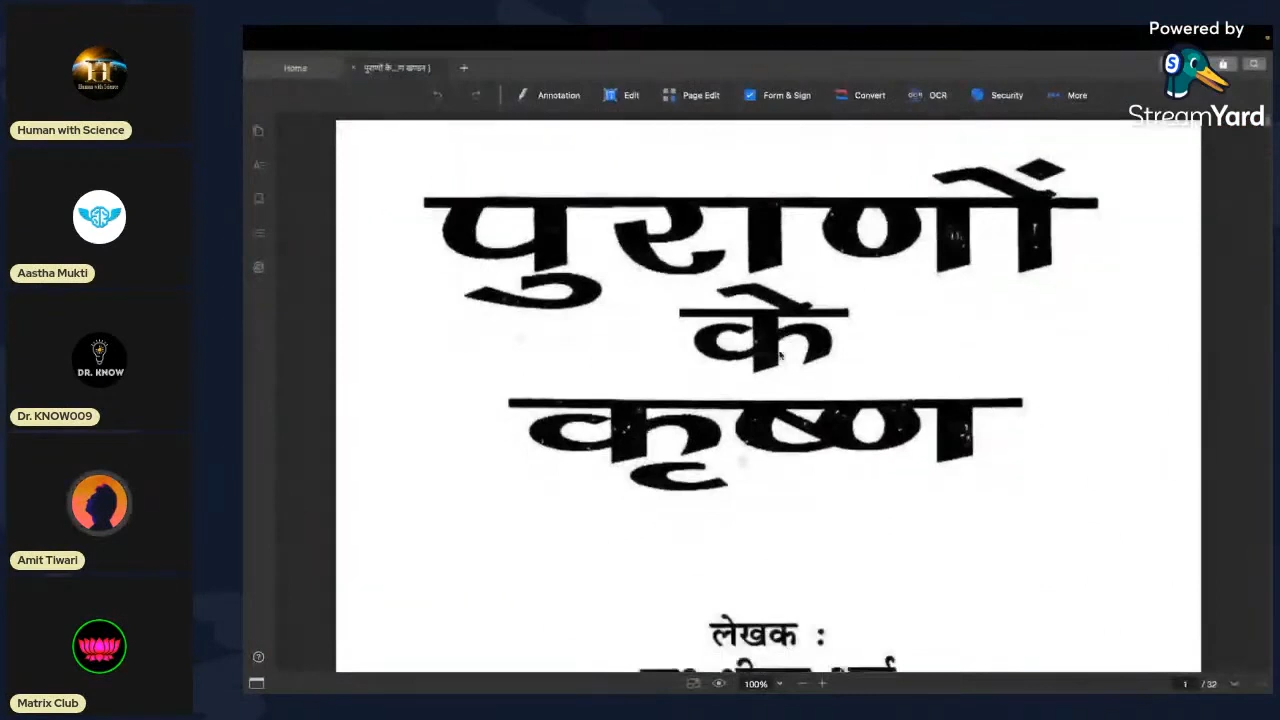 Powered by
StreamYard
Human with Science
Aastha Mukti
DR. KNOW
Dr. KNOW009
Amit Tiwari
Matrix Club
Home
पुराणों के...
Annotation
Edit
Page Edit
Form & Sign
Convert
OCR
Security
More
पुराणों
के
कृष्ण
लेखक :
100%
1 / 32